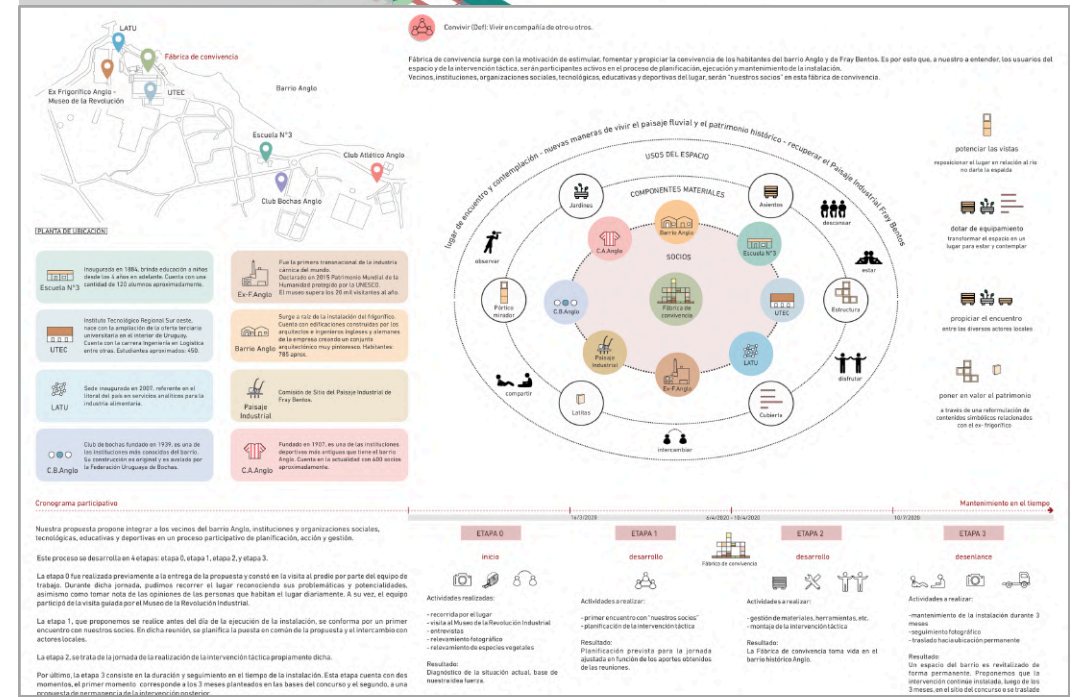 LATU
Fábrica de convivencia
Ex Frigorífico Anglo -
Museo de la Revolución
UTEC
Barrio Anglo
Escuela N°3
Club Atlético Anglo
Club Bochas Anglo
PLANTA DE UBICACIÓN
Escuela N°3
Inaugurada en 1884, brinda educación a niños
desde los 4 años en adelante. Cuenta con una
cantidad de 120 alumnos aproximadamente.
Ex-F.Anglo
Fue la primera transnacional de la industria
cárnica del mundo.
Declarado en 2015 Patrimonio Mundial de la
Humanidad protegido por la UNESCO.
El museo supera los 20 mil visitantes al año.
UTEC
Instituto Tecnológico Regional Sur oeste,
nace con la ampliación de la oferta terciaria
universitaria en el interior de Uruguay.
Cuenta con la carrera Ingeniería en Logística
entre otras. Estudiantes aproximados: 450.
Barrio Anglo
Surge a raíz de la instalación del frigorífico.
Cuenta con edificaciones construidas por los
arquitectos e ingenieros ingleses y alemanes
de la empresa creando un conjunto
arquitectónico muy pintoresco. Habitantes:
785 aprox.
LATU
Sede inaugurada en 2007, referente en el
litoral del país en servicios analíticos para la
industria alimentaria.
Paisaje
Industrial
Comisión de Sitio del Paisaje Industrial de
Fray Bentos.
C.B.Anglo
Club de bochas fundado en 1939, es una de
las instituciones más conocidas del barrio.
Su construcción es original y es avalado por
la Federación Uruguaya de Bochas.
C.A.Anglo
Fundado en 1907, es una de las instituciones
deportivas más antiguas que tiene el barrio
Anglo. Cuenta en la actualidad con 600 socios
aproximadamente.
Convivir (Def): Vivir en compañía de otro u otros.
Fábrica de convivencia surge con la motivación de estimular, fomentar y propiciar la convivencia de los habitantes del barrio Anglo y de Fray Bentos. Es por esto que, a nuestro a entender, los usuarios del
espacio y de la intervención táctica, serán participantes activos en el proceso de planificación, ejecución y mantenimiento de la instalación.
Vecinos, instituciones, organizaciones sociales, tecnológicas, educativas y deportivas del lugar, serán "nuestros socios" en esta fábrica de convivencia.
lugar de encuentro y contemplación - nuevas maneras de vivir el paisaje fluvial y el patrimonio histórico - recuperar el Paisaje Industrial Fray Bentos
USOS DEL ESPACIO
COMPONENTES MATERIALES
Jardines
Asientos
descansar
Barrio Anglo
C.A.Anglo
Escuela N°3
observar
SOCIOS
estar
Pórtico
mirador
C.B.Anglo
Fábrica de
convivencia
UTEC
Estructura
Paisaje
Industrial
LATU
Ex-F.Anglo
disfrutar
compartir
Lotitos
Cubierta
intercambiar
potenciar las vistas
reposicionar el lugar en relación al río
no darle la espalda
dotar de equipamiento
transformar el espacio en un
lugar para estar y contemplar
propiciar el encuentro
entre los diversos actores locales
poner en valor el patrimonio
a través de una reformulación de
contenidos simbólicos relacionados
con el ex-frigorífico
Cronograma participativo
Mantenimiento en el tiempo
Nuestra propuesta propone integrar a los vecinos del barrio Anglo, instituciones y organizaciones sociales,
tecnológicas, educativas y deportivas en un proceso participativo de planificación, acción y gestión.
Este proceso se desarrolla en 4 etapas: etapa 0, etapa 1, etapa 2, y etapa 3.
La etapa 0 fue realizada previamente a la entrega de la propuesta y constó en la visita al predio por parte del equipo de
trabajo. Durante dicha jornada, pudimos recorrer el lugar reconociendo sus problemáticas y potencialidades,
asimismo como tomar nota de las opiniones de las personas que habitan el lugar diariamente. A su vez, el equipo
participó de la visita guiada por el Museo de la Revolución Industrial.
La etapa 1, que proponemos se realice antes del día de la ejecución de la instalación, se conforma por un primer
encuentro con nuestros socios. En dicha reunión, se planifica la puesta en común de la propuesta y el intercambio con
actores locales.
La etapa 2, se trata de la jornada de la realización de la intervención táctica propiamente dicha.
Por último, la etapa 3 consiste en la duración y seguimiento en el tiempo de la instalación. Esta etapa cuenta con dos
momentos, el primer momento corresponde a los 3 meses planteados en las bases del concurso y el segundo, a una
propuesta de permanencia de la intervención posterior.
16/3/2020
6/4/2020 - 10/4/2020
10/7/2020
ETAPA 0
inicio
Actividades realizadas:
- recorrida por el lugar
- visita al Museo de la Revolución Industrial
- entrevistas
- relevamiento fotográfico
- relevamiento de especies vegetales
Resultado:
Diagnóstico de la situación actual, base de
nuestra idea fuerza.
ETAPA 1
desarrollo
Actividades a realizar:
- primer encuentro con "nuestros socios"
- planificación de la intervención táctica
Resultado:
Planificación prevista para la jornada
ajustada en función de los aportes obtenidos
de las reuniones.
Fábrica de convivencia
ETAPA 2
desarrollo
Actividades a realizar:
- gestión de materiales, herramientas, etc.
- montaje de la intervención táctica
Resultado:
La Fábrica de convivencia toma vida en el
barrio histórico Anglo.
ETAPA 3
desenlance
Actividades a realizar:
-mantenimiento de la instalación durante 3
meses
-seguimiento fotográfico
-traslado hacia ubicación permanente
Resultado:
Un espacio del barrio es revitalizado de
forma permanente. Proponemos que la
intervención continúe instalada, luego de los
3 meses, en el sitio del concurso o se traslade